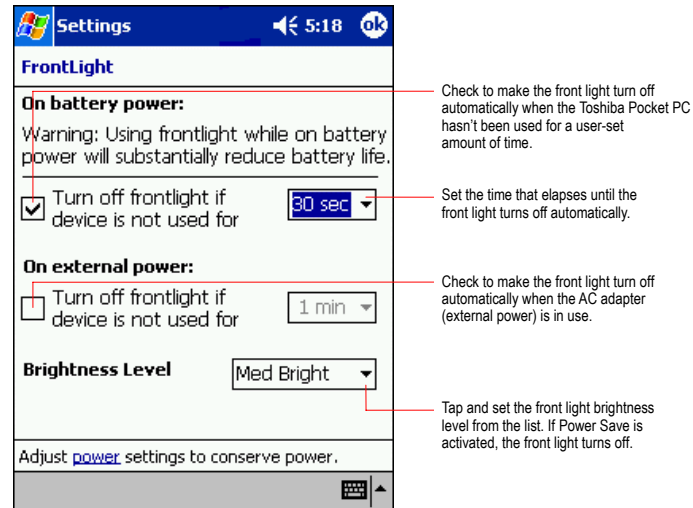 Settings 5:18 ok
FrontLight
On battery power:
Warning: Using frontlight while on battery
power will substantially reduce battery life.
Turn off frontlight if
device is not used for
30 sec
On external power:
Turn off frontlight if
device is not used for
1 min
Brightness Level Med Bright
Adjust power settings to conserve power.
Check to make the front light turn off
automatically when the Toshiba Pocket PC
hasn't been used for a user-set
amount of time.
Set the time that elapses until the
front light turns off automatically.
Check to make the front light turn off
automatically when the AC adapter
(external power) is in use.
Tap and set the front light brightness
level from the list. If Power Save is
activated, the front light turns off.